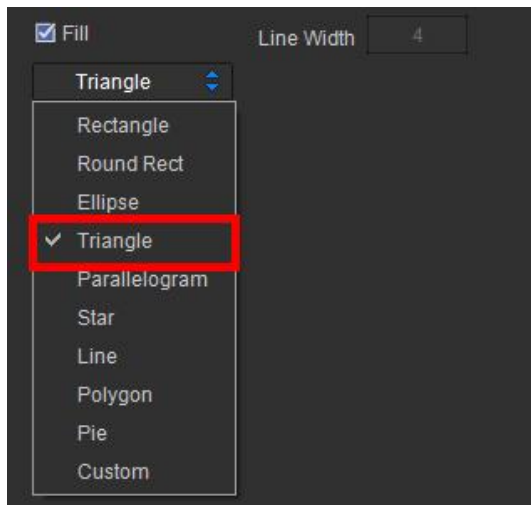 Fill
Line Width 4
Triangle
Rectangle
Round Rect
Ellipse
Triangle
Parallelogram
Star
Line
Polygon
Pie
Custom